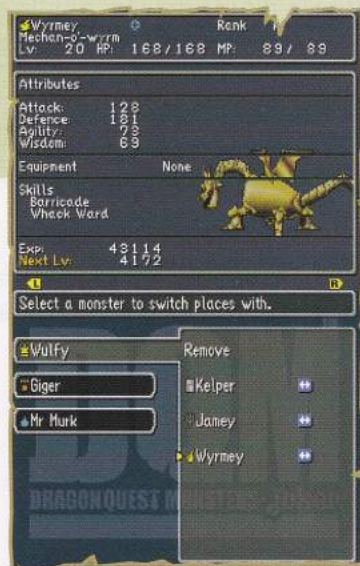 Wyrmey Rank
Mechan-o'-wyrm
Lv: 20 HP: 168/168 MP: 89/ 89
Attributes
Attack: 128
Defence: 181
Agility: 73
Wisdom: 69
Equipment None
Skills
Barricade
Whack Ward
Exp: 43114
Next Lv: 4172
L R
Select a monster to switch places with.
Wulfy Remove
Giger Kelper
Mr Murk Jamey
Wyrmey
DRAGON QUEST